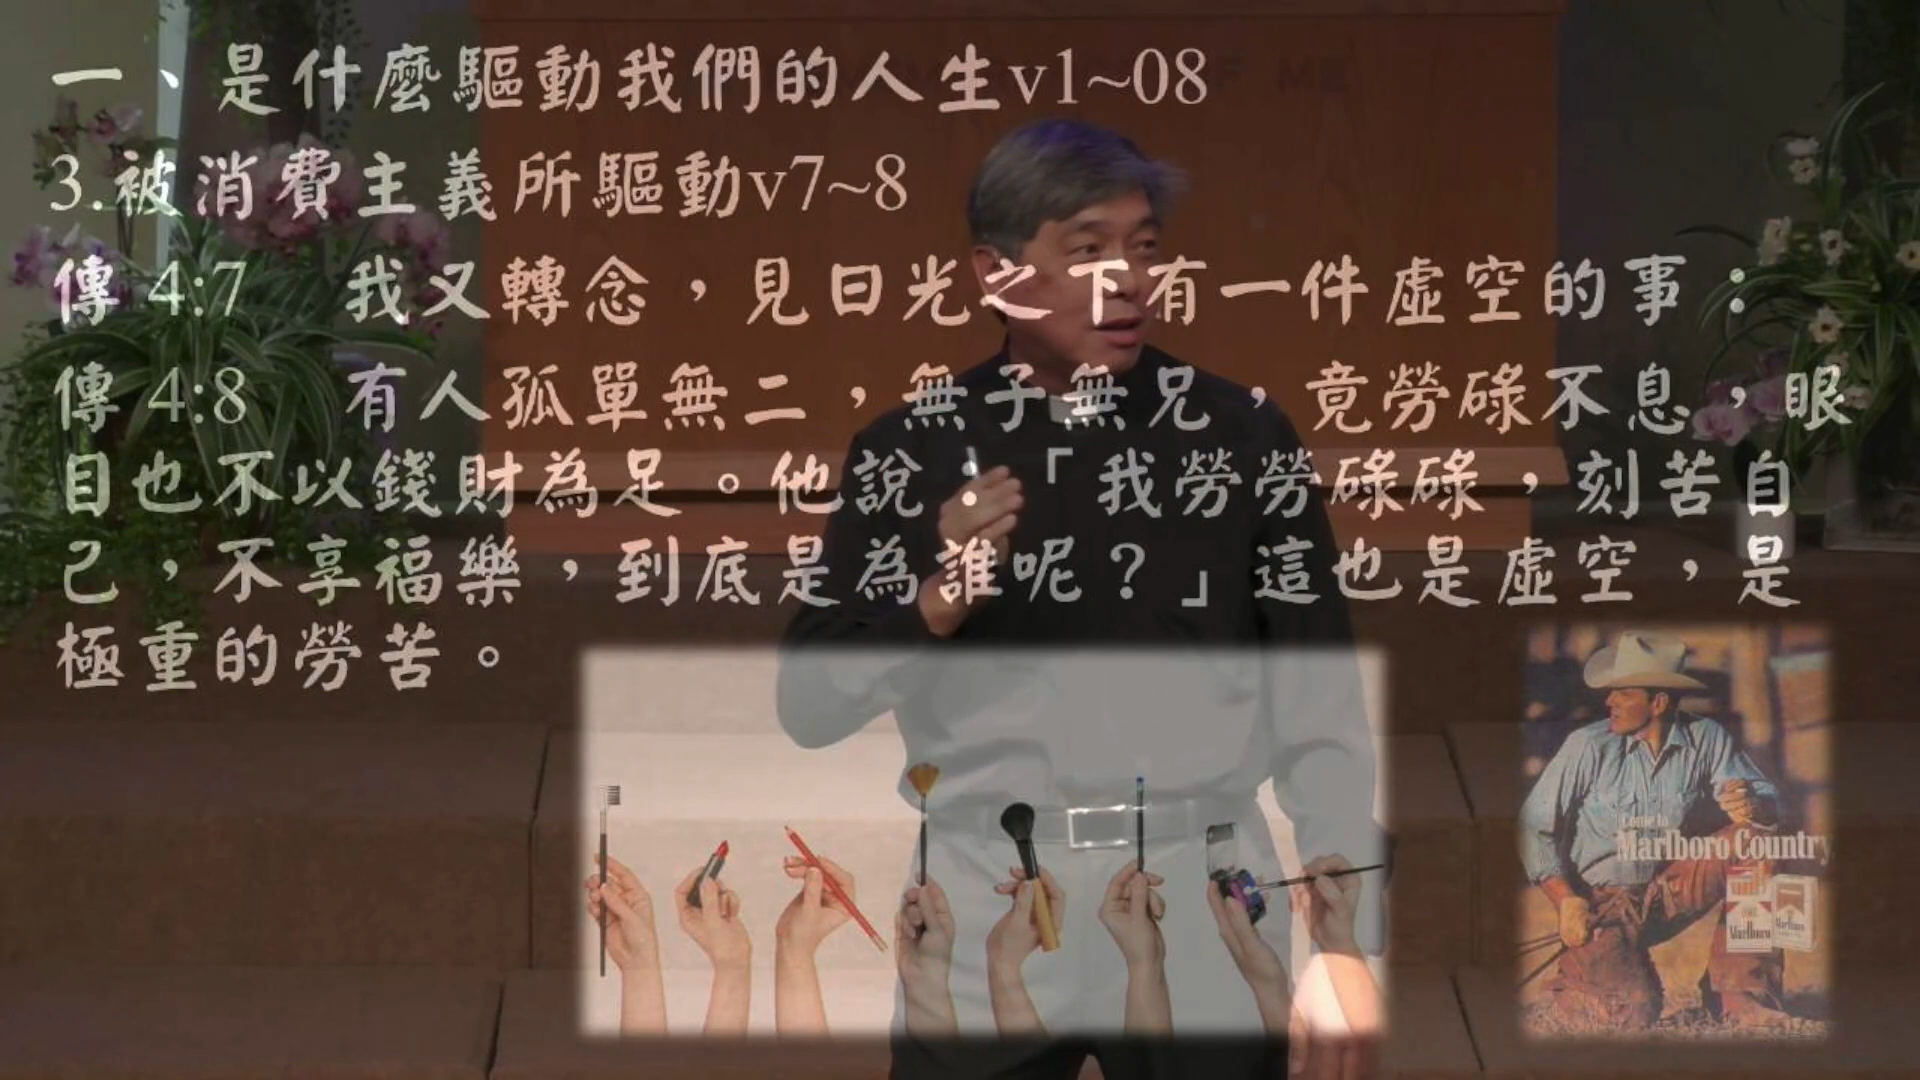 一、是什麼驅動我們的人生v1~08
3.被消費主義所驅動v7~8
傳 4:7 我又轉念，見日光之下有一件虛空的事：
傳 4:8 有人孤單無二，無子無兄，竟勞碌不息，眼
目也不以錢財為足。他說：「我勞勞碌碌，刻苦自
己，不享福樂，到底是為誰呢？」這也是虛空，是
極重的勞苦。
Come to
Marlboro Country
Marlboro
Marlboro